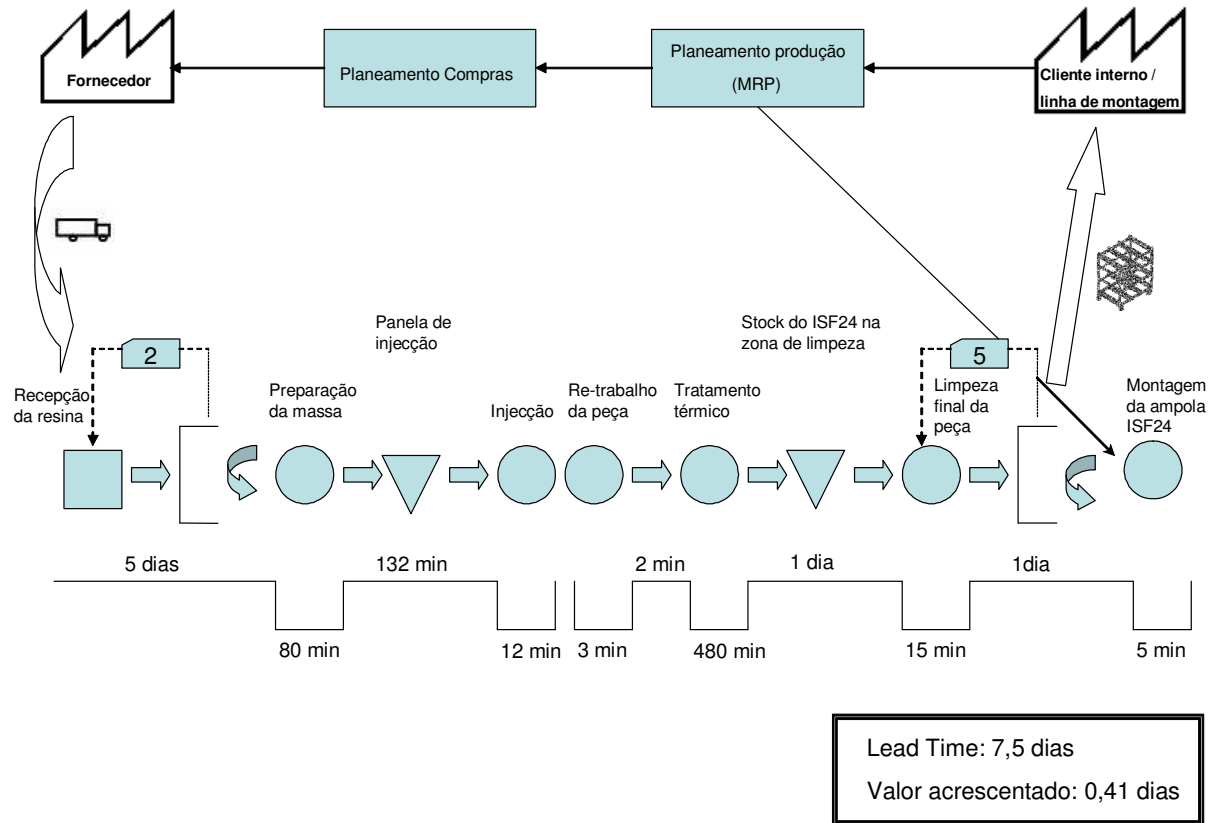 Fornecedor
Planeamento Compras
Planeamento produção
(MRP)
Cliente interno /
linha de montagem
Panela de
injecção
Stock do ISF24 na
zona de limpeza
2
5
Recepção
da resina
Preparação
da massa
Injecção
Re-trabalho
da peça
Tratamento
térmico
Limpeza
final da
peça
Montagem
da ampola
ISF24
5 dias
132 min
2 min
1 dia
1dia
80 min
12 min
3 min
480 min
15 min
5 min
Lead Time: 7,5 dias
Valor acrescentado: 0,41 dias